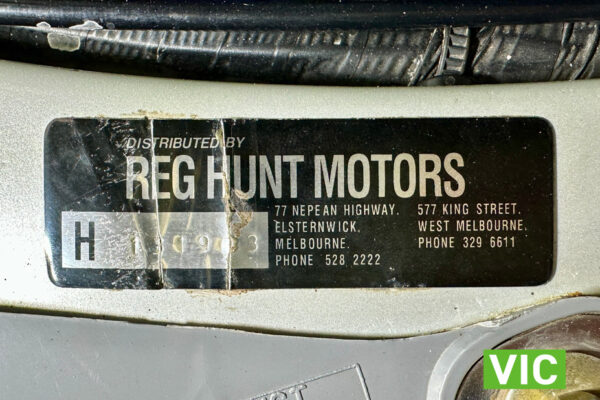 DISTRIBUTED BY
REG HUNT MOTORS
H
77 NEPEAN HIGHWAY.
ELSTERNWICK.
MELBOURNE.
PHONE 528 2222
577 KING STREET.
WEST MELBOURNE.
PHONE 329 6611
VIC